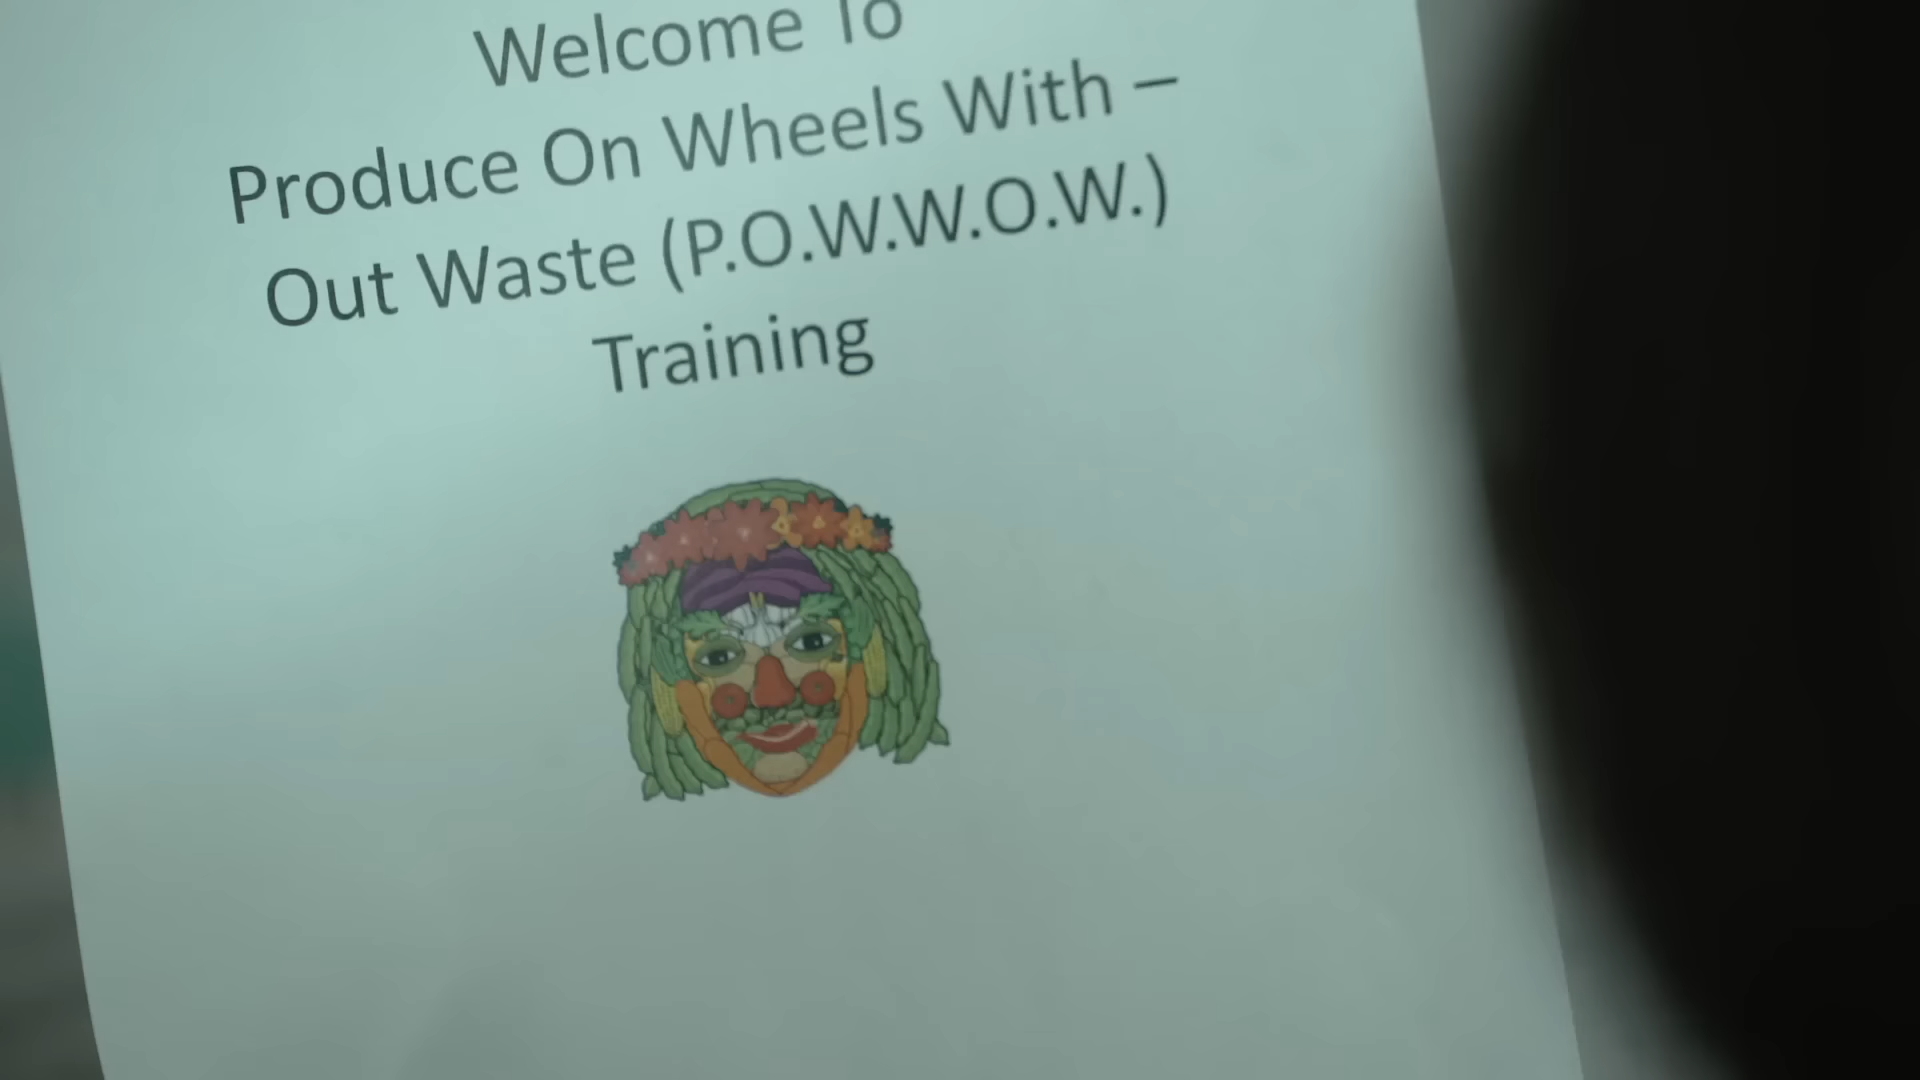 Welcome To
Produce On Wheels With –
Out Waste (P.O.W.W.O.W.)
Training